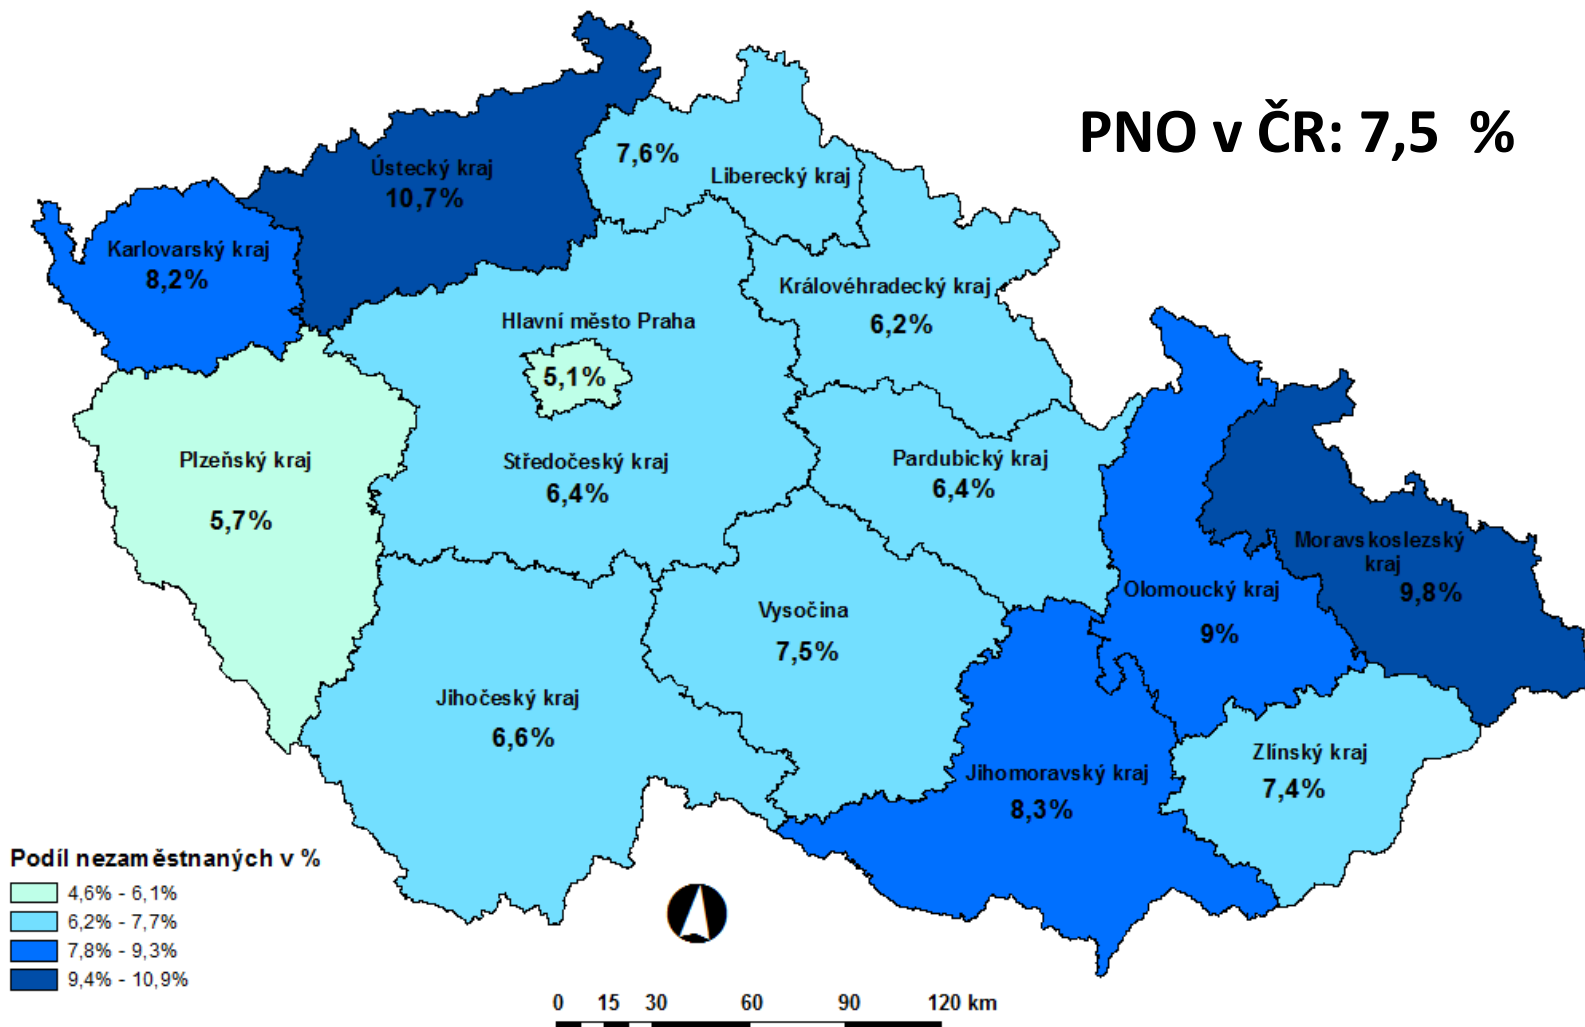 PNO v ČR: 7,5 %
Ústecký kraj
10,7%
7,6%
Liberecký kraj
Karlovarský kraj
8,2%
Královéhradecký kraj
6,2%
Hlavní město Praha
5,1%
Plzeňský kraj
5,7%
Středočeský kraj
6,4%
Pardubický kraj
6,4%
Moravskoslezský
kraj
9,8%
Olomoucký kraj
9%
Vysočina
7,5%
Jihočeský kraj
6,6%
Jihomoravský kraj
8,3%
Zlínský kraj
7,4%
Podíl nezaměstnaných v %
4,6% - 6,1%
6,2% - 7,7%
7,8% - 9,3%
9,4% - 10,9%
0 15 30 60 90 120 km